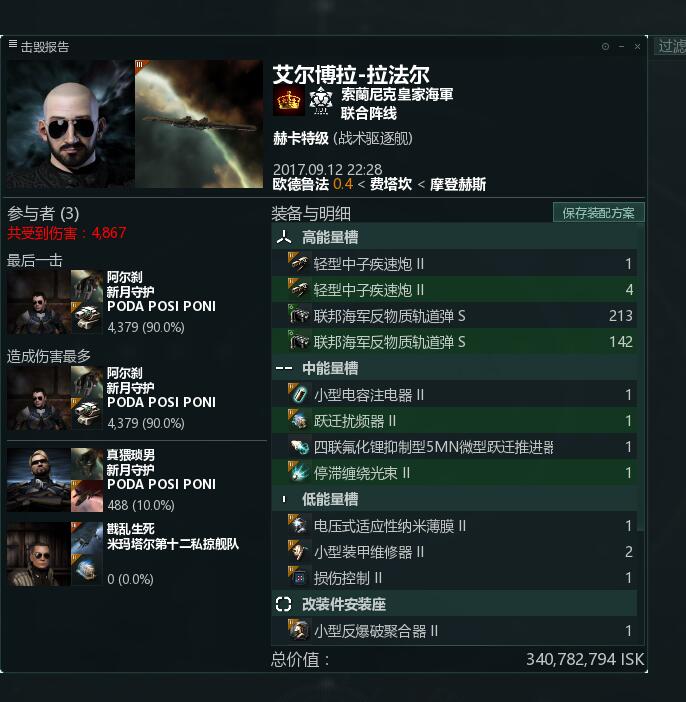 击毁报告
过滤
艾尔博拉-拉法尔
索蘭尼克皇家海軍
联合阵线
赫卡特级 (战术驱逐舰)
2017.09.12 22:28
欧德鲁法 0.4 < 费塔坎 < 摩登赫斯
参与者 (3)
共受到伤害：4,867
最后一击
阿尔刹
新月守护
PODA POSI PONI
4,379 (90.0%)
造成伤害最多
阿尔刹
新月守护
PODA POSI PONI
4,379 (90.0%)
真猥琐男
新月守护
PODA POSI PONI
488 (10.0%)
戳乱生死
米玛塔尔第十二私掠舰队
0 (0.0%)
装备与明细
保存装配方案
高能量槽
轻型中子疾速炮 II 1
轻型中子疾速炮 II 4
联邦海军反物质轨道弹 S 213
联邦海军反物质轨道弹 S 142
中能量槽
小型电容注电器 II 1
跃迁扰频器 II 1
四联氟化锂抑制型5MN微型跃迁推进器 1
停滞缠绕光束 II 1
低能量槽
电压式适应性纳米薄膜 II 1
小型装甲维修器 II 2
损伤控制 II 1
改装件安装座
小型反爆破聚合器 II 1
总价值： 340,782,794 ISK